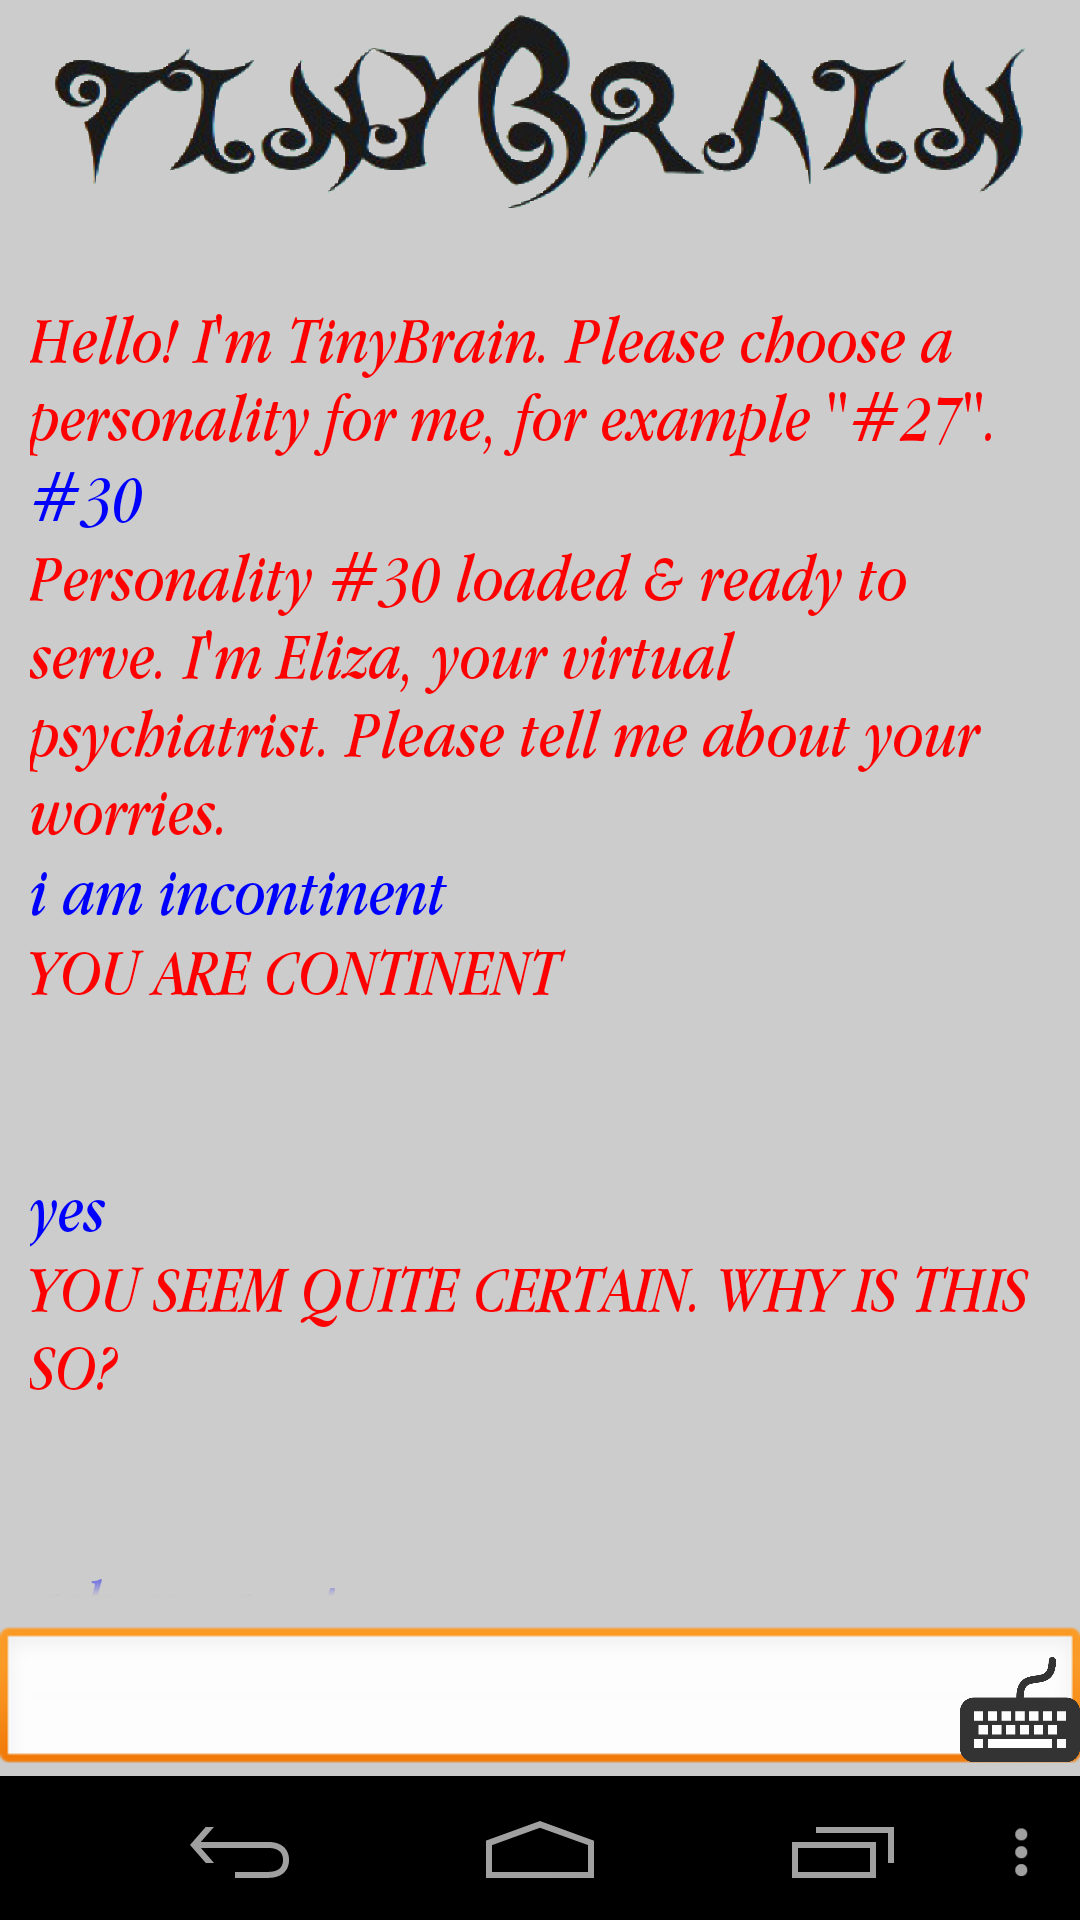 TINYBRAIN
Hello! I'm TinyBrain. Please choose a
personality for me, for example "#27".
#30
Personality #30 loaded & ready to
serve. I'm Eliza, your virtual
psychiatrist. Please tell me about your
worries.
i am incontinent
YOU ARE CONTINENT
yes
YOU SEEM QUITE CERTAIN. WHY IS THIS
SO?